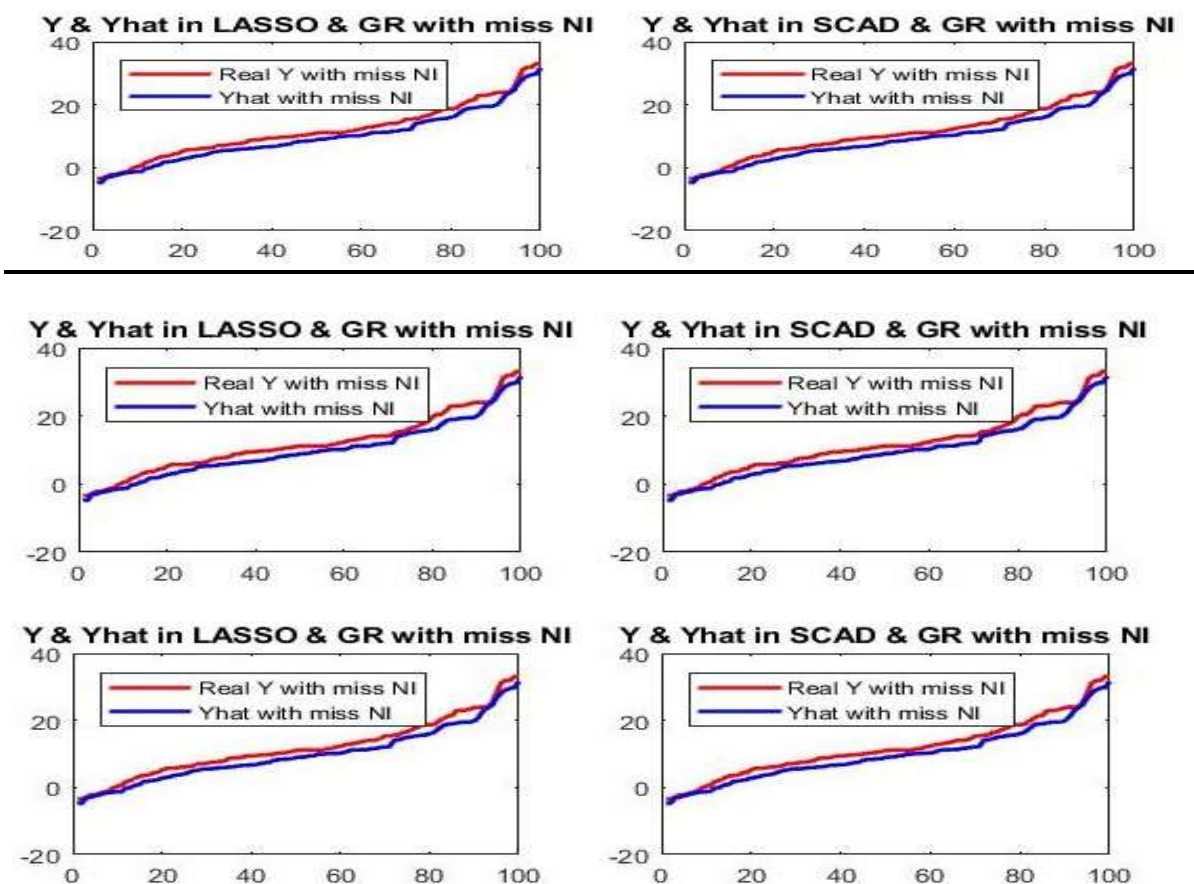 Y & Yhat in LASSO & GR with miss NI
40
20
0
-20
Real Y with miss NI
Yhat with miss NI
0 20 40 60 80 100
Y & Yhat in SCAD & GR with miss NI
40
20
0
-20
Real Y with miss NI
Yhat with miss NI
0 20 40 60 80 100
Y & Yhat in LASSO & GR with miss NI
40
20
0
-20
Real Y with miss NI
Yhat with miss NI
0 20 40 60 80 100
Y & Yhat in SCAD & GR with miss NI
40
20
0
-20
Real Y with miss NI
Yhat with miss NI
0 20 40 60 80 100
Y & Yhat in LASSO & GR with miss NI
40
20
0
-20
Real Y with miss NI
Yhat with miss NI
0 20 40 60 80 100
Y & Yhat in SCAD & GR with miss NI
40
20
0
-20
Real Y with miss NI
Yhat with miss NI
0 20 40 60 80 100